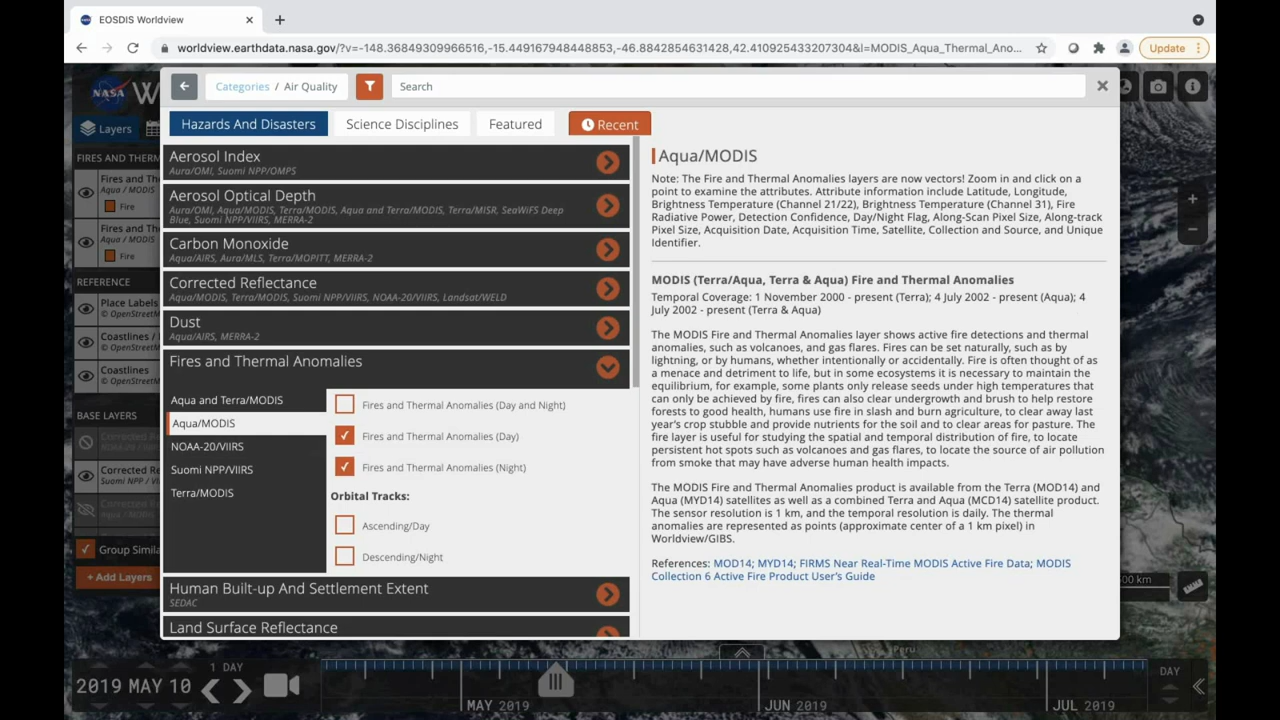 EOSDIS Worldview
worldview.earthdata.nasa.gov/?v=-148.36849309966516,-15.449167948448853,-46.8842854631428,42.410925433207304&l=MODIS_Aqua_Thermal_Ano...
Update
NASA
W
Categories / Air Quality
Search
Layers
Hazards And Disasters
Science Disciplines
Featured
Recent
FIRES AND THERM
Fires and Th
Aqua / MODIS
Fire
Fires and Th
Aqua / MODIS
Fire
REFERENCE
Place Labels
© OpenStreetM
Coastlines /
© OpenStreetM
Coastlines
© OpenStreetM
BASE LAYERS
Corrected Re
Suomi NPP / VI
Group Simila
+ Add Layers
Aerosol Index
Aura/OMI, Suomi NPP/OMPS
Aerosol Optical Depth
Aura/OMI, Aqua/MODIS, Terra/MODIS, Aqua and Terra/MODIS, Terra/MISR, SeaWiFS Deep
Blue, Suomi NPP/VIIRS, MERRA-2
Carbon Monoxide
Aqua/AIRS, Aura/MLS, Terra/MOPITT, MERRA-2
Corrected Reflectance
Aqua/MODIS, Terra/MODIS, Suomi NPP/VIIRS, NOAA-20/VIIRS, Landsat/WELD
Dust
Aqua/AIRS, MERRA-2
Fires and Thermal Anomalies
Aqua and Terra/MODIS
Aqua/MODIS
NOAA-20/VIIRS
Suomi NPP/VIIRS
Terra/MODIS
Fires and Thermal Anomalies (Day and Night)
Fires and Thermal Anomalies (Day)
Fires and Thermal Anomalies (Night)
Orbital Tracks:
Ascending/Day
Descending/Night
Human Built-up And Settlement Extent
SEDAC
Land Surface Reflectance
Aqua/MODIS
Note: The Fire and Thermal Anomalies layers are now vectors! Zoom in and click on a
point to examine the attributes. Attribute information include Latitude, Longitude,
Brightness Temperature (Channel 21/22), Brightness Temperature (Channel 31), Fire
Radiative Power, Detection Confidence, Day/Night Flag, Along-Scan Pixel Size, Along-track
Pixel Size, Acquisition Date, Acquisition Time, Satellite, Collection and Source, and Unique
Identifier.
MODIS (Terra/Aqua, Terra & Aqua) Fire and Thermal Anomalies
Temporal Coverage: 1 November 2000 - present (Terra); 4 July 2002 - present (Aqua); 4
July 2002 - present (Terra & Aqua)
The MODIS Fire and Thermal Anomalies layer shows active fire detections and thermal
anomalies, such as volcanoes, and gas flares. Fires can be set naturally, such as by
lightning, or by humans, whether intentionally or accidentally. Fire is often thought of as
a menace and detriment to life, but in some ecosystems it is necessary to maintain the
equilibrium, for example, some plants only release seeds under high temperatures that
can only be achieved by fire, fires can also clear undergrowth and brush to help restore
forests to good health, humans use fire in slash and burn agriculture, to clear away last
year's crop stubble and provide nutrients for the soil and to clear areas for pasture. The
fire layer is useful for studying the spatial and temporal distribution of fire, to locate
persistent hot spots such as volcanoes and gas flares, to locate the source of air pollution
from smoke that may have adverse human health impacts.
The MODIS Fire and Thermal Anomalies product is available from the Terra (MOD14) and
Aqua (MYD14) satellites as well as a combined Terra and Aqua (MCD14) satellite product.
The sensor resolution is 1 km, and the temporal resolution is daily. The thermal
anomalies are represented as points (approximate center of a 1 km pixel) in
Worldview/GIBS.
References: MOD14; MYD14; FIRMS Near Real-Time MODIS Active Fire Data; MODIS
Collection 6 Active Fire Product User's Guide
500 km
Peru
1 DAY
2019 MAY 10
MAY 2019
JUN 2019
JUL 2019
DAY